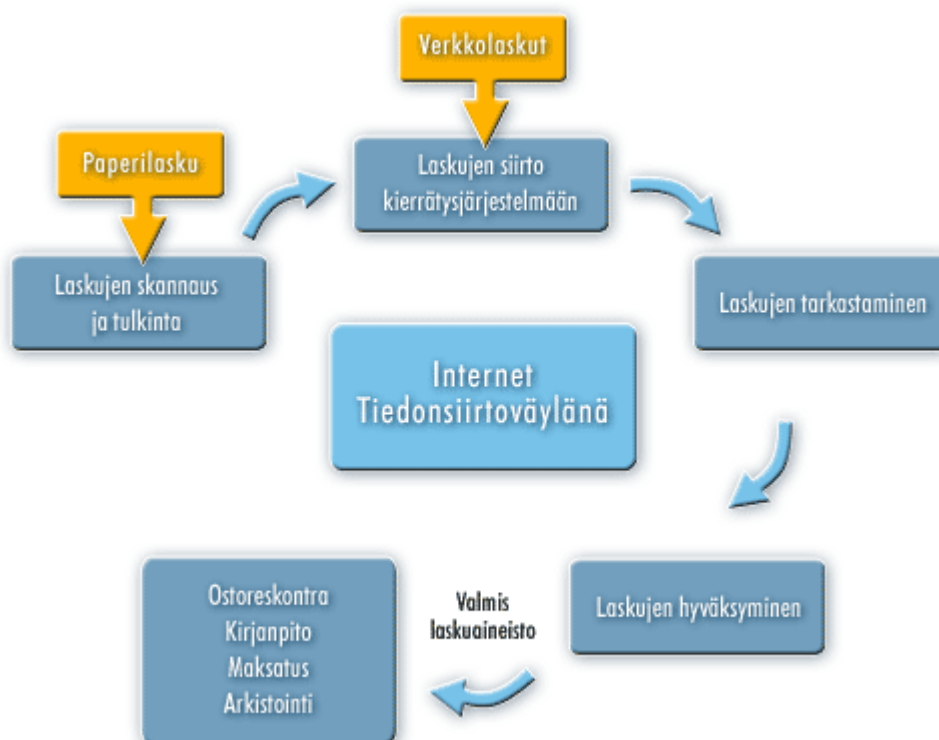 Verkkolaskut
Paperilasku
Laskujen siirto
kierrätysjärjestelmään
Laskujen skannaus
ja tulkinta
Laskujen tarkastaminen
Internet
Tiedonsiirtoväylänä
Laskujen hyväksyminen
Valmis
laskuaineisto
Ostoreskontra
Kirjanpito
Maksatus
Arkistointi